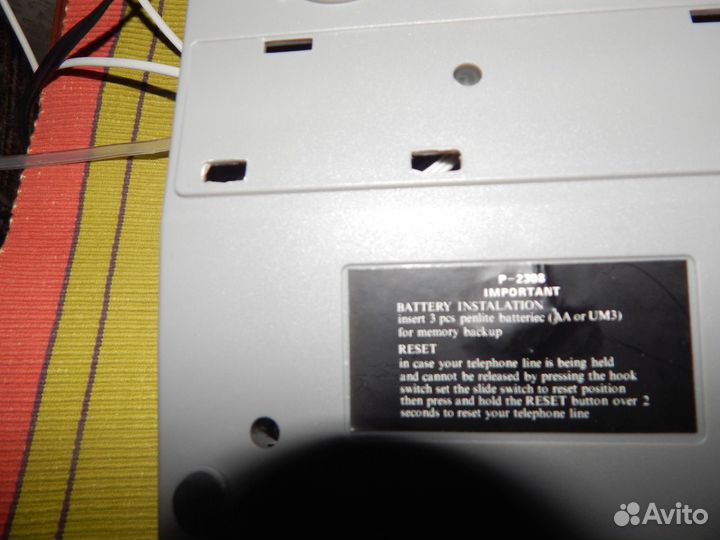 P-2308
IMPORTANT
BATTERY INSTALATION
insert 3 pcs penlite batteriec (AA or UM3)
for memory backup
RESET
in case your telephone line is being held
and cannot be released by pressing the hook
switch set the slide switch to reset position
then press and hold the RESET button over 2
seconds to reset your telephone line
Avito